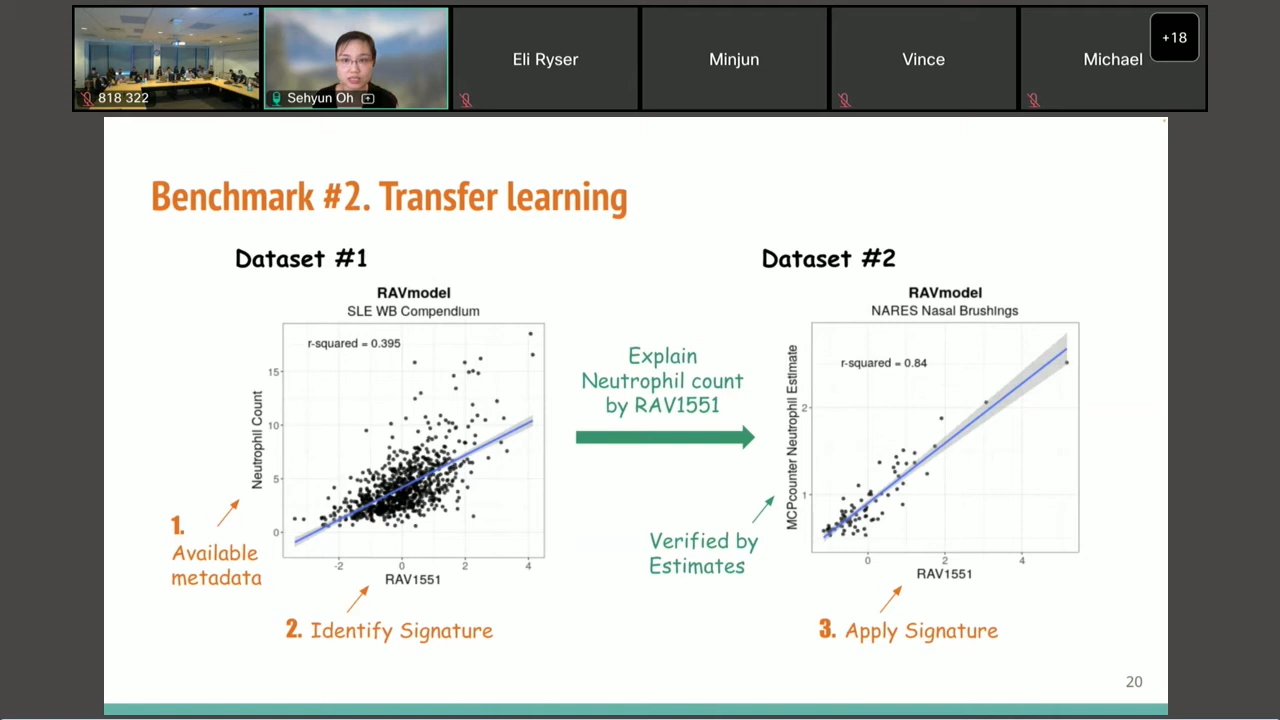 818 322
Sehyun Oh
Eli Ryser
Minjun
Vince
Michael
+18
Benchmark #2. Transfer learning
Dataset #1
RAVmodel
SLE WB Compendium
r-squared = 0.395
Neutrophil Count
15
10
5
0
-2
0
2
4
RAV1551
1.
Available
metadata
2. Identify Signature
Explain
Neutrophil count
by RAV1551
Verified by
Estimates
Dataset #2
RAVmodel
NARES Nasal Brushings
r-squared = 0.84
MCPcounter Neutrophil Estimate
2
1
0
2
4
RAV1551
3. Apply Signature
20